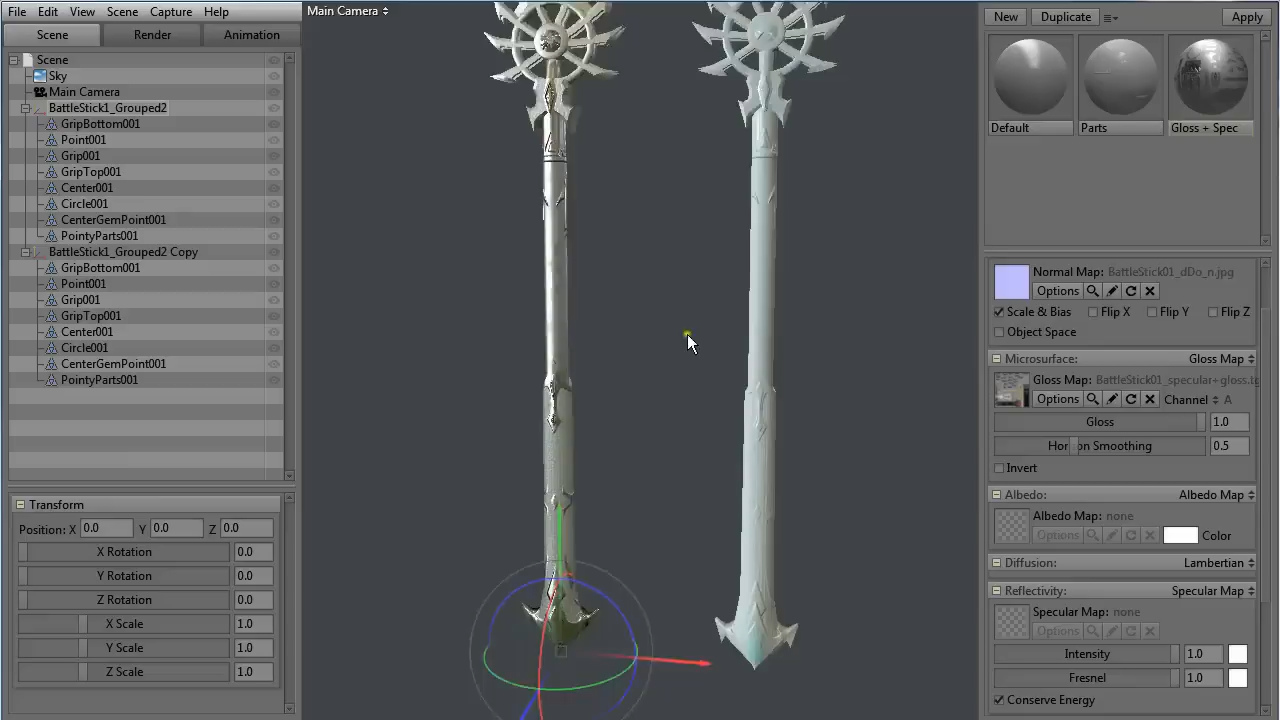 File Edit View Scene Capture Help
Main Camera
New Duplicate Apply
Scene Render Animation
Scene
Sky
Main Camera
BattleStick1_Grouped2
GripBottom001
Point001
Grip001
GripTop001
Center001
Circle001
CenterGemPoint001
PointyParts001
BattleStick1_Grouped2 Copy
GripBottom001
Point001
Grip001
GripTop001
Center001
Circle001
CenterGemPoint001
PointyParts001
Transform
Position: X 0.0 Y 0.0 Z 0.0
X Rotation 0.0
Y Rotation 0.0
Z Rotation 0.0
X Scale 1.0
Y Scale 1.0
Z Scale 1.0
Default Parts Gloss + Spec
Normal Map: BattleStick01_dDo_n.jpg
Options
Scale & Bias Flip X Flip Y Flip Z
Object Space
Microsurface: Gloss Map
Gloss Map: BattleStick01_specular+gloss.tg
Options Channel A
Gloss 1.0
Horizon Smoothing 0.5
Invert
Albedo: Albedo Map
Albedo Map: none
Options Color
Diffusion: Lambertian
Reflectivity: Specular Map
Specular Map: none
Options
Intensity 1.0
Fresnel 1.0
Conserve Energy